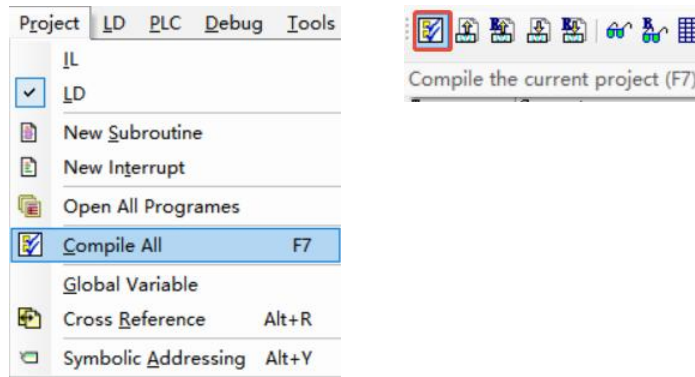 Project LD PLC Debug Tools
IL
LD
New Subroutine
New Interrupt
Open All Programes
Compile All F7
Global Variable
Cross Reference Alt+R
Symbolic Addressing Alt+Y
Compile the current project (F7)